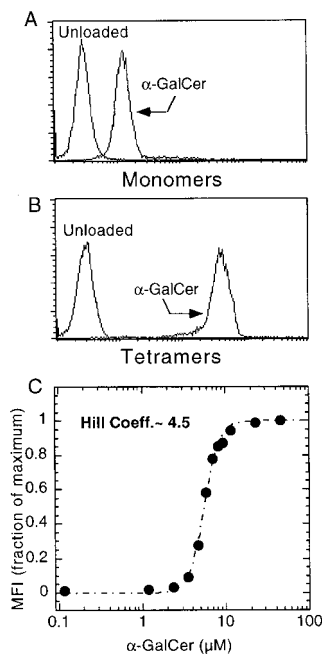 A
Unloaded
α-GalCer
Monomers
B
Unloaded
α-GalCer
Tetramers
C
Hill Coeff.~ 4.5
MFI (fraction of maximum)
1
0.8
0.6
0.4
0.2
0
0.1 1 10 100
α-GalCer (μM)